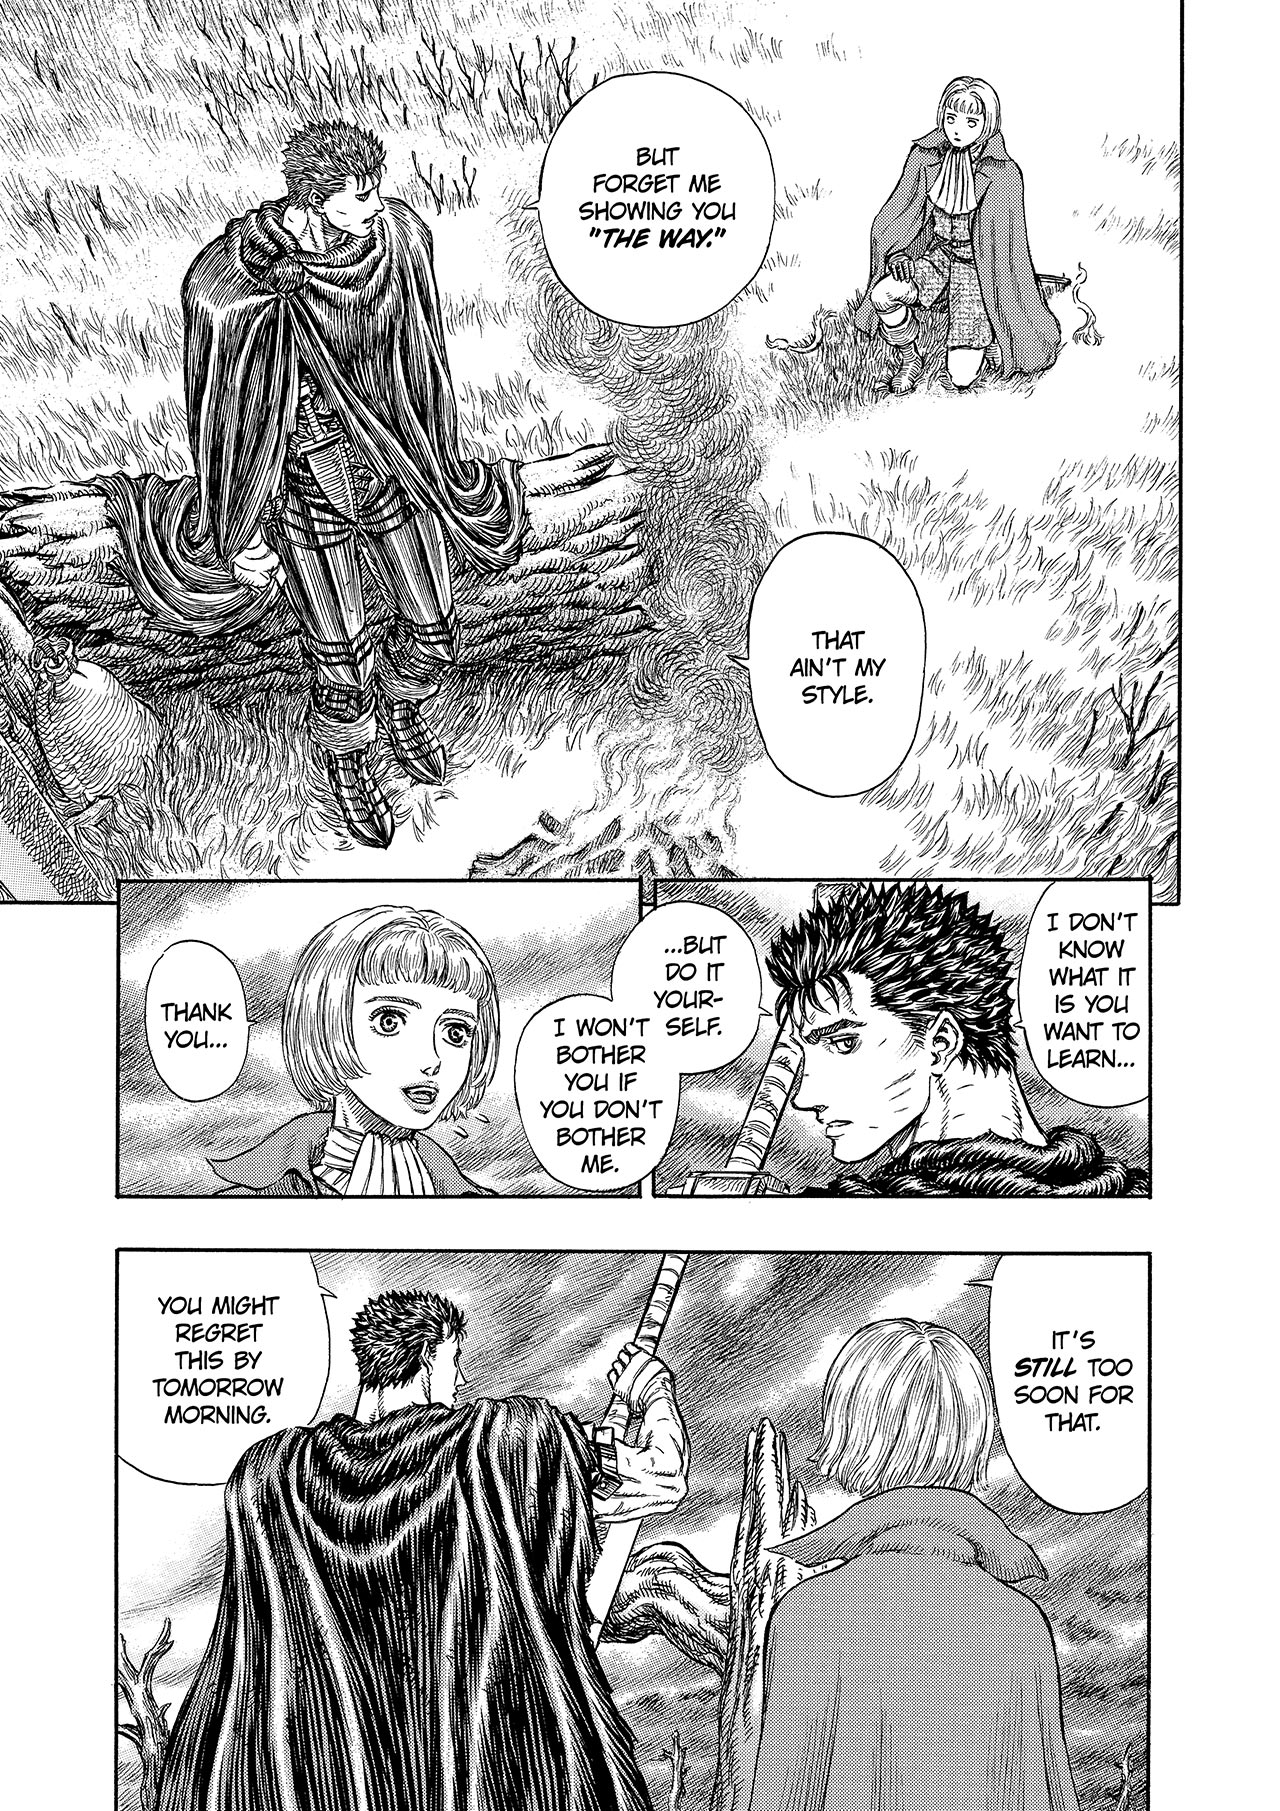 BUT
FORGET ME
SHOWING YOU
"THE WAY."
THAT
AIN'T MY
STYLE.
I DON'T
KNOW
WHAT IT
IS YOU
WANT TO
LEARN...
...BUT
DO IT
YOUR-
SELF.
I WON'T
BOTHER
YOU IF
YOU DON'T
BOTHER
ME.
THANK
YOU...
IT'S
STILL TOO
SOON FOR
THAT.
YOU MIGHT
REGRET
THIS BY
TOMORROW
MORNING.